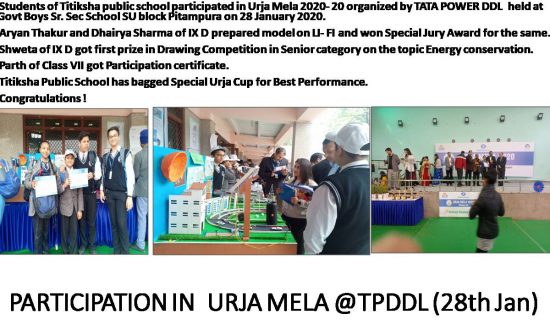 Students of Titiksha public school participated in Urja Mela 2020- 20 organized by TATA POWER DDL held at
Govt Boys Sr. Sec School SU block Pitampura on 28 January 2020.
Aryan Thakur and Dhairya Sharma of IX D prepared model on LI- FI and won Special Jury Award for the same.
Shweta of IX D got first prize in Drawing Competition in Senior category on the topic Energy conservation.
Parth of Class VII got Participation certificate.
Titiksha Public School has bagged Special Urja Cup for Best Performance.
Congratulations !
PARTICIPATION IN URJA MELA @TPDDL (28th Jan)